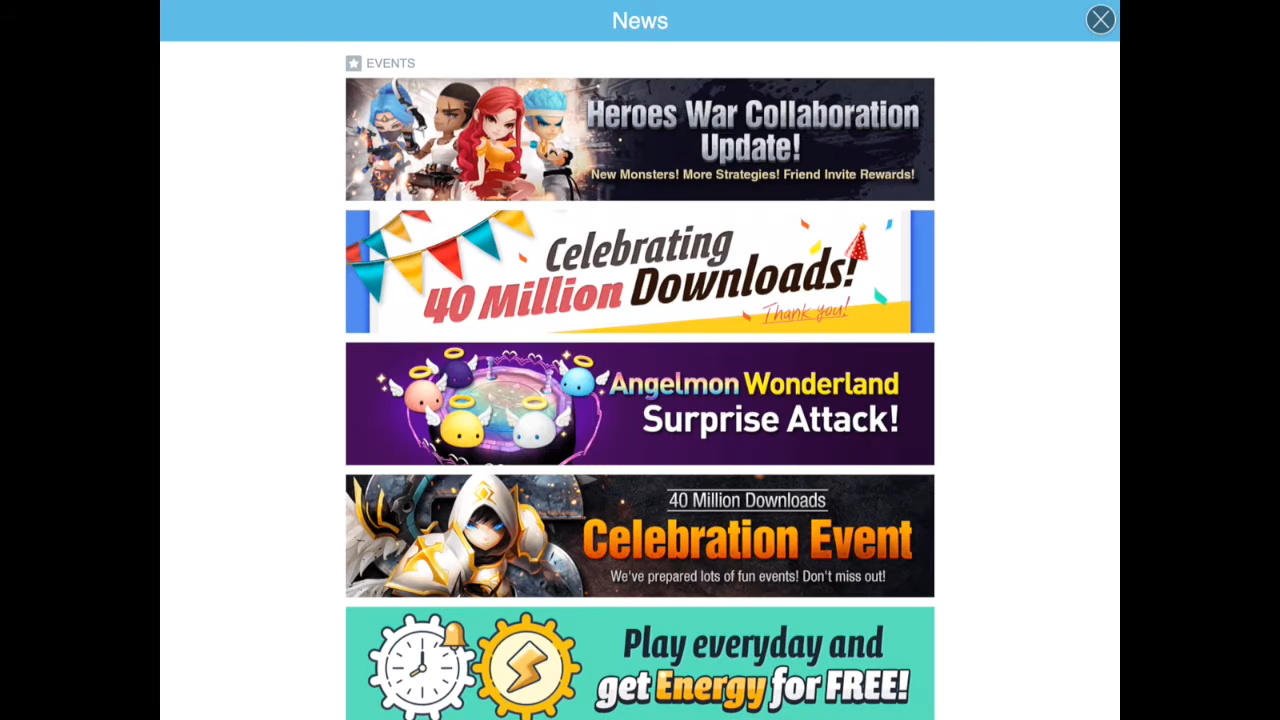 News
EVENTS
Heroes War Collaboration
Update!
New Monsters! More Strategies! Friend Invite Rewards!
Celebrating
40 Million Downloads!
Thank you!
Angelmon Wonderland
Surprise Attack!
40 Million Downloads
Celebration Event
We've prepared lots of fun events! Don't miss out!
Play everyday and
get Energy for FREE!